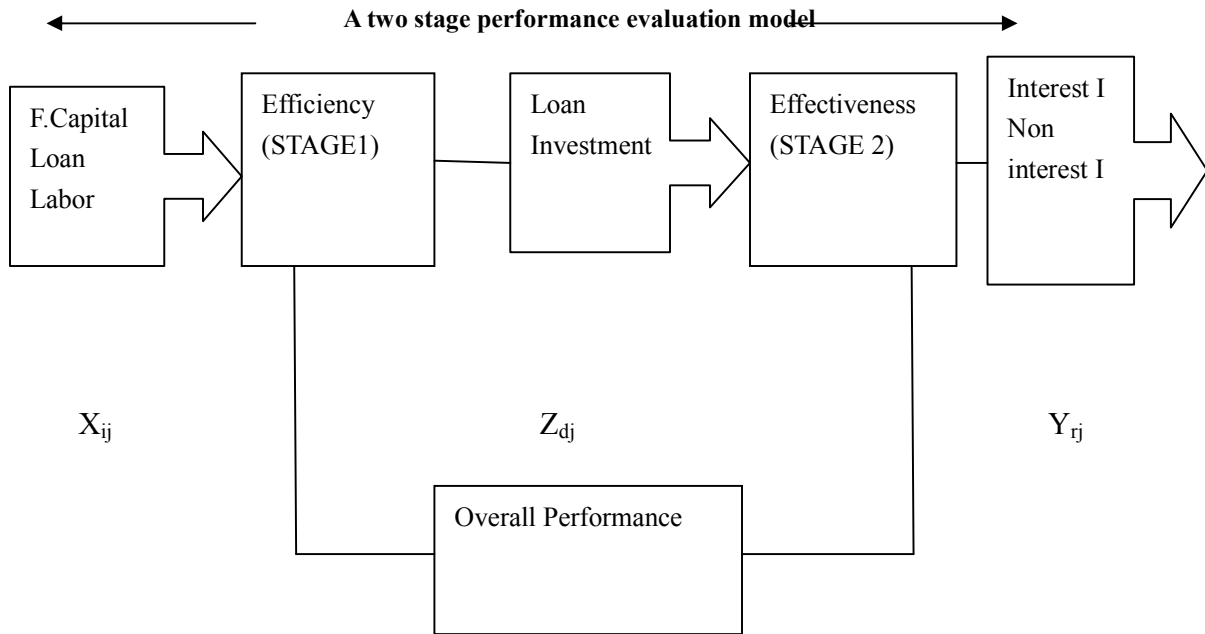 A two stage performance evaluation model
F.Capital
Loan
Labor
Efficiency
(STAGE1)
Loan
Investment
Effectiveness
(STAGE 2)
Interest I
Non
interest I
Xij
Zdj
Yrj
Overall Performance